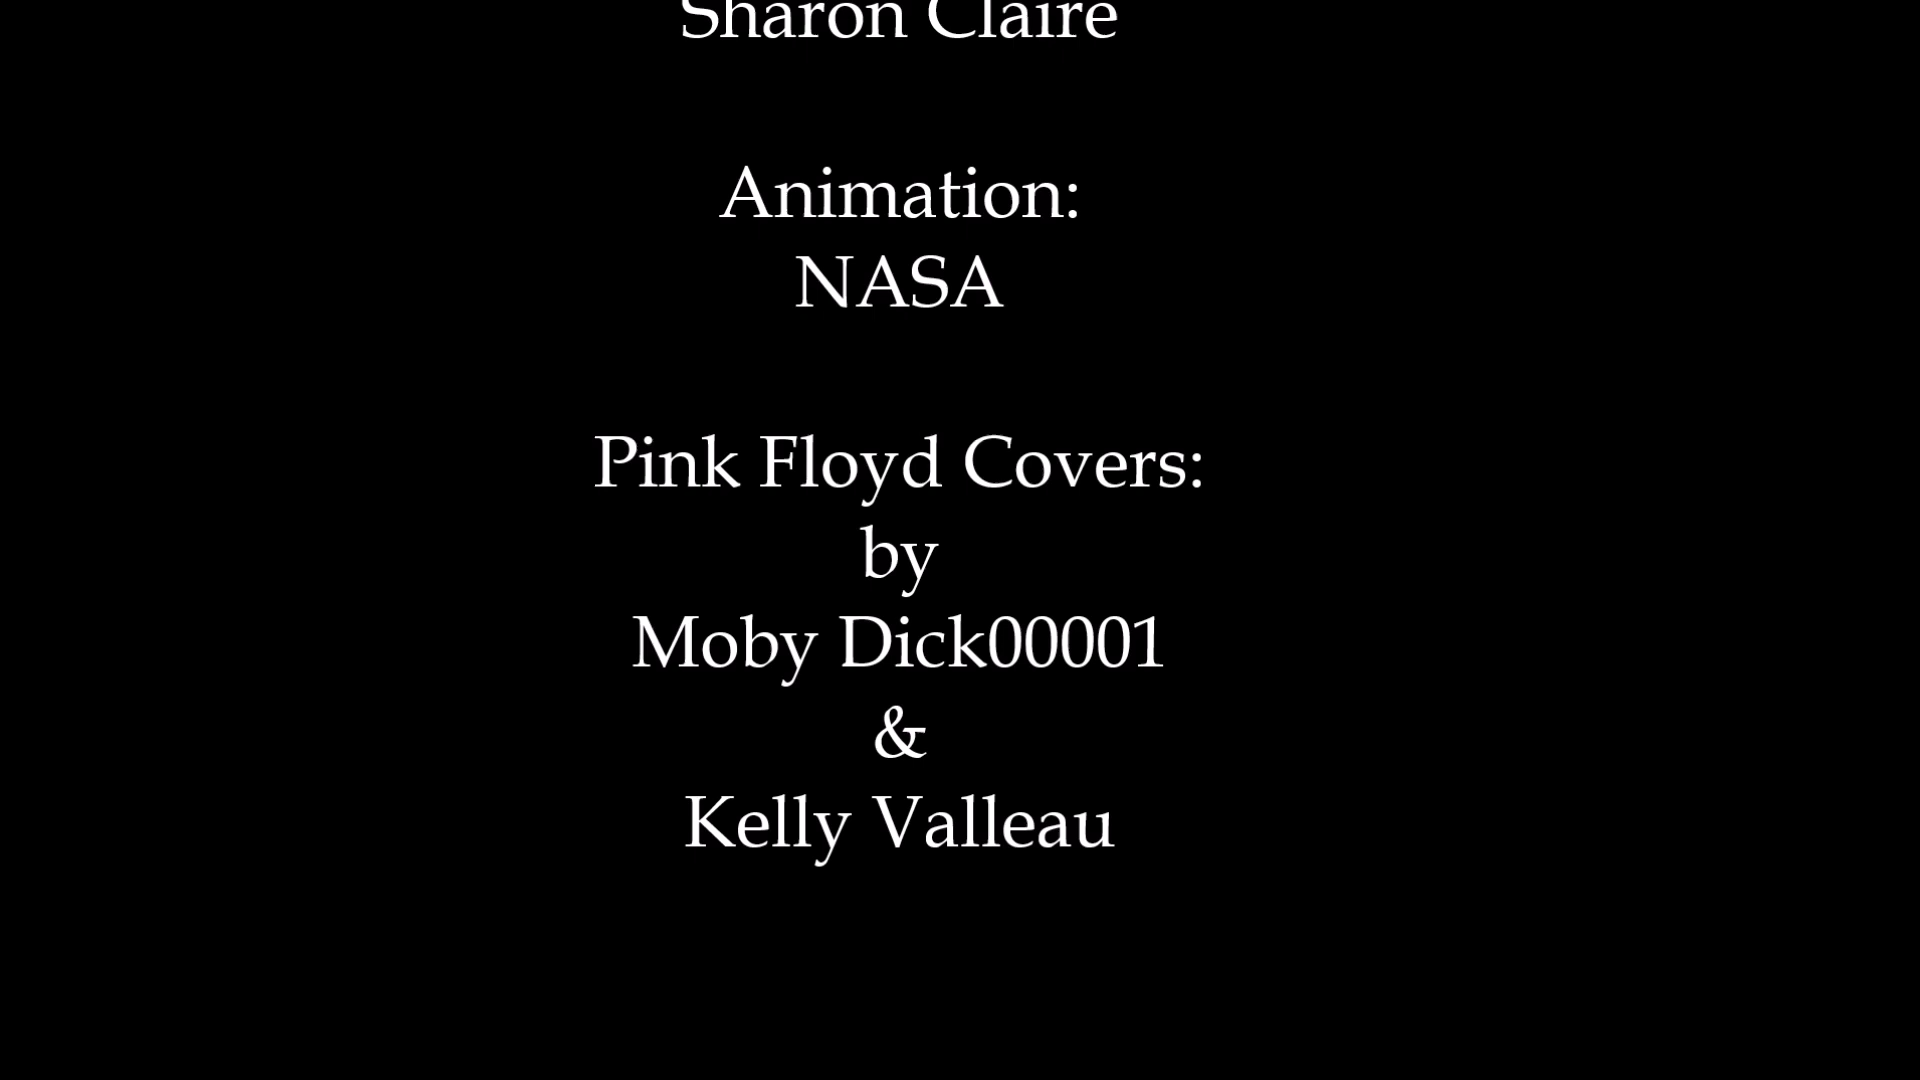 Sharon Claire
Animation:
NASA
Pink Floyd Covers:
by
Moby Dick00001
&
Kelly Valleau